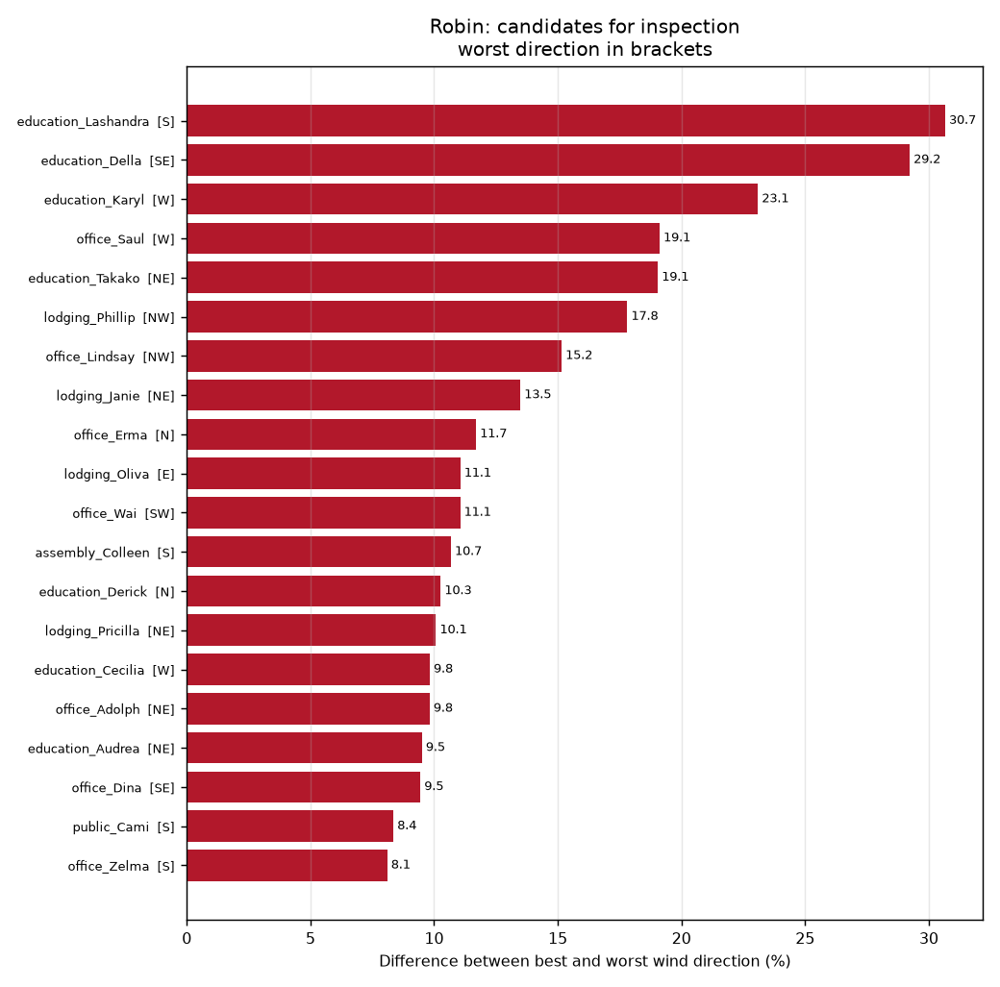 Robin: candidates for inspection
worst direction in brackets
education_Lashandra [S] 30.7
education_Della [SE] 29.2
education_Karyl [W] 23.1
office_Saul [W] 19.1
education_Takako [NE] 19.1
lodging_Phillip [NW] 17.8
office_Lindsay [NW] 15.2
lodging_Janie [NE] 13.5
office_Erma [N] 11.7
lodging_Oliva [E] 11.1
office_Wai [SW] 11.1
assembly_Colleen [S] 10.7
education_Derick [N] 10.3
lodging_Pricilla [NE] 10.1
education_Cecilia [W] 9.8
office_Adolph [NE] 9.8
education_Audrea [NE] 9.5
office_Dina [SE] 9.5
public_Cami [S] 8.4
office_Zelma [S] 8.1
0 5 10 15 20 25 30
Difference between best and worst wind direction (%)